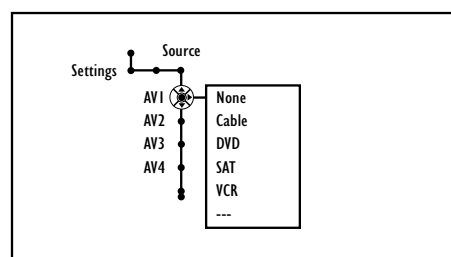 Source
Settings
AV1 None
AV2 Cable
AV3 DVD
AV4 SAT
VCR
---